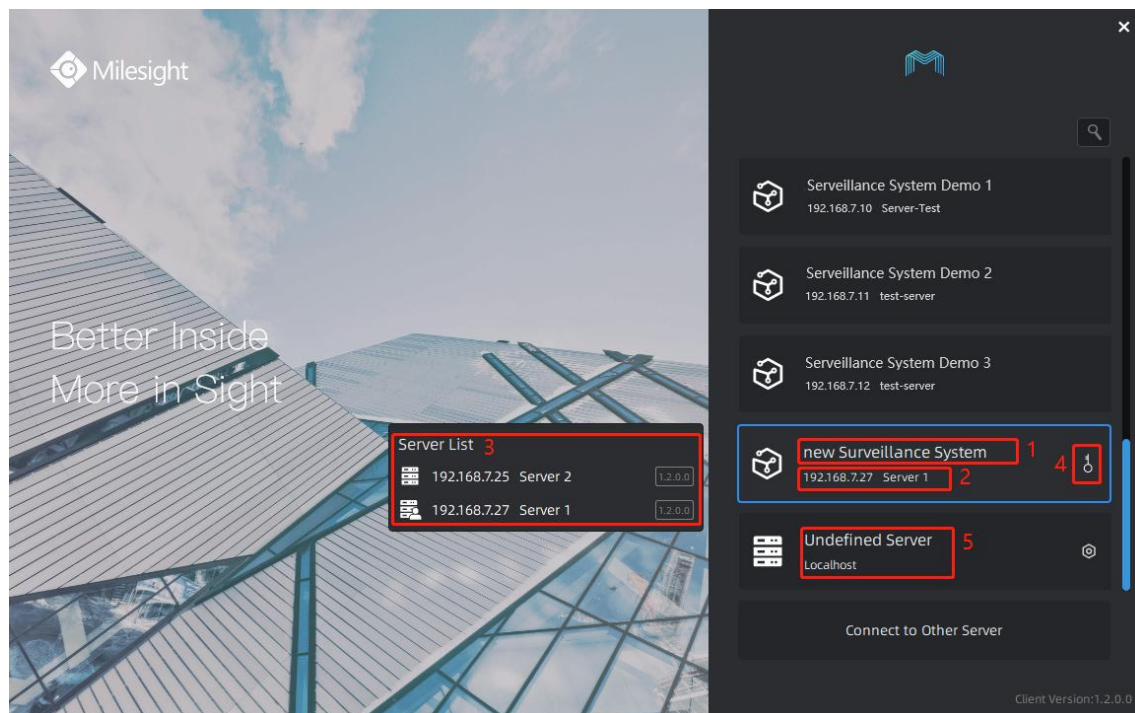 Milesight
Better Inside
More in Sight
Server List 3
192.168.7.25 Server 2 1.2.0.0
192.168.7.27 Server 1 1.2.0.0
Serveillance System Demo 1
192.168.7.10 Server-Test
Serveillance System Demo 2
192.168.7.11 test-server
Serveillance System Demo 3
192.168.7.12 test-server
new Surveillance System 1
192.168.7.27 Server 1 2
4
Undefined Server 5
Localhost
Connect to Other Server
Client Version:1.2.0.0